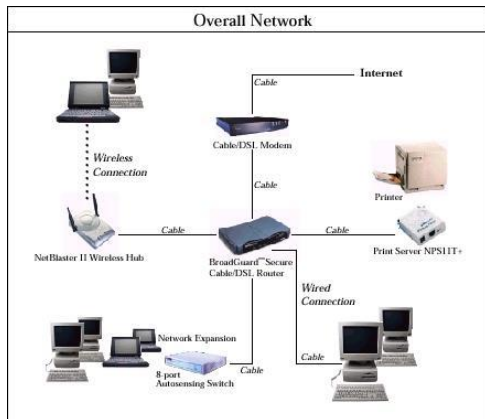 Overall Network
Internet
Cable
Cable/DSL Modem
Wireless
Connection
Cable
Printer
NetBlaster II Wireless Hub
Cable
BroadGuard™ Secure
Cable/DSL Router
Cable
Print Server NPS11T+
Wired
Connection
Network Expansion
8-port
Autosensing Switch
Cable
Cable